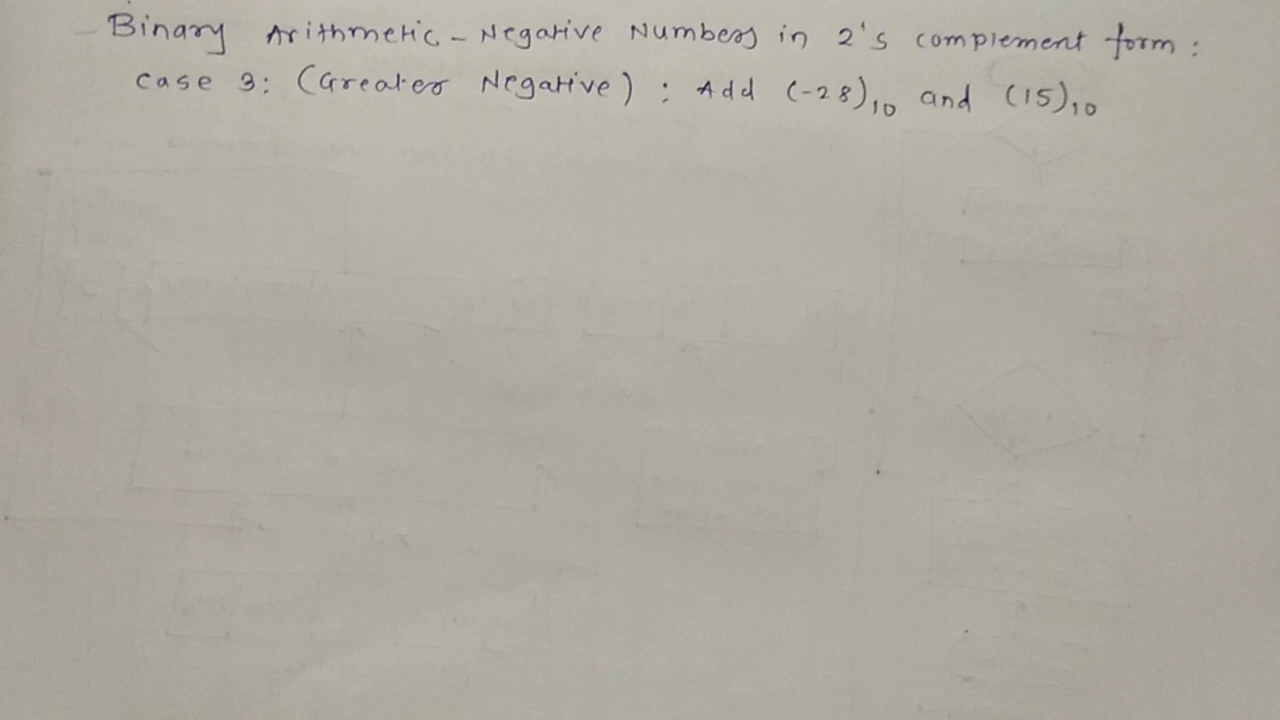 Binary Arithmetic - Negative Numbers in 2's complement form :
Case 3: (Greater Negative) : Add (-28)₁₀ and (15)₁₀